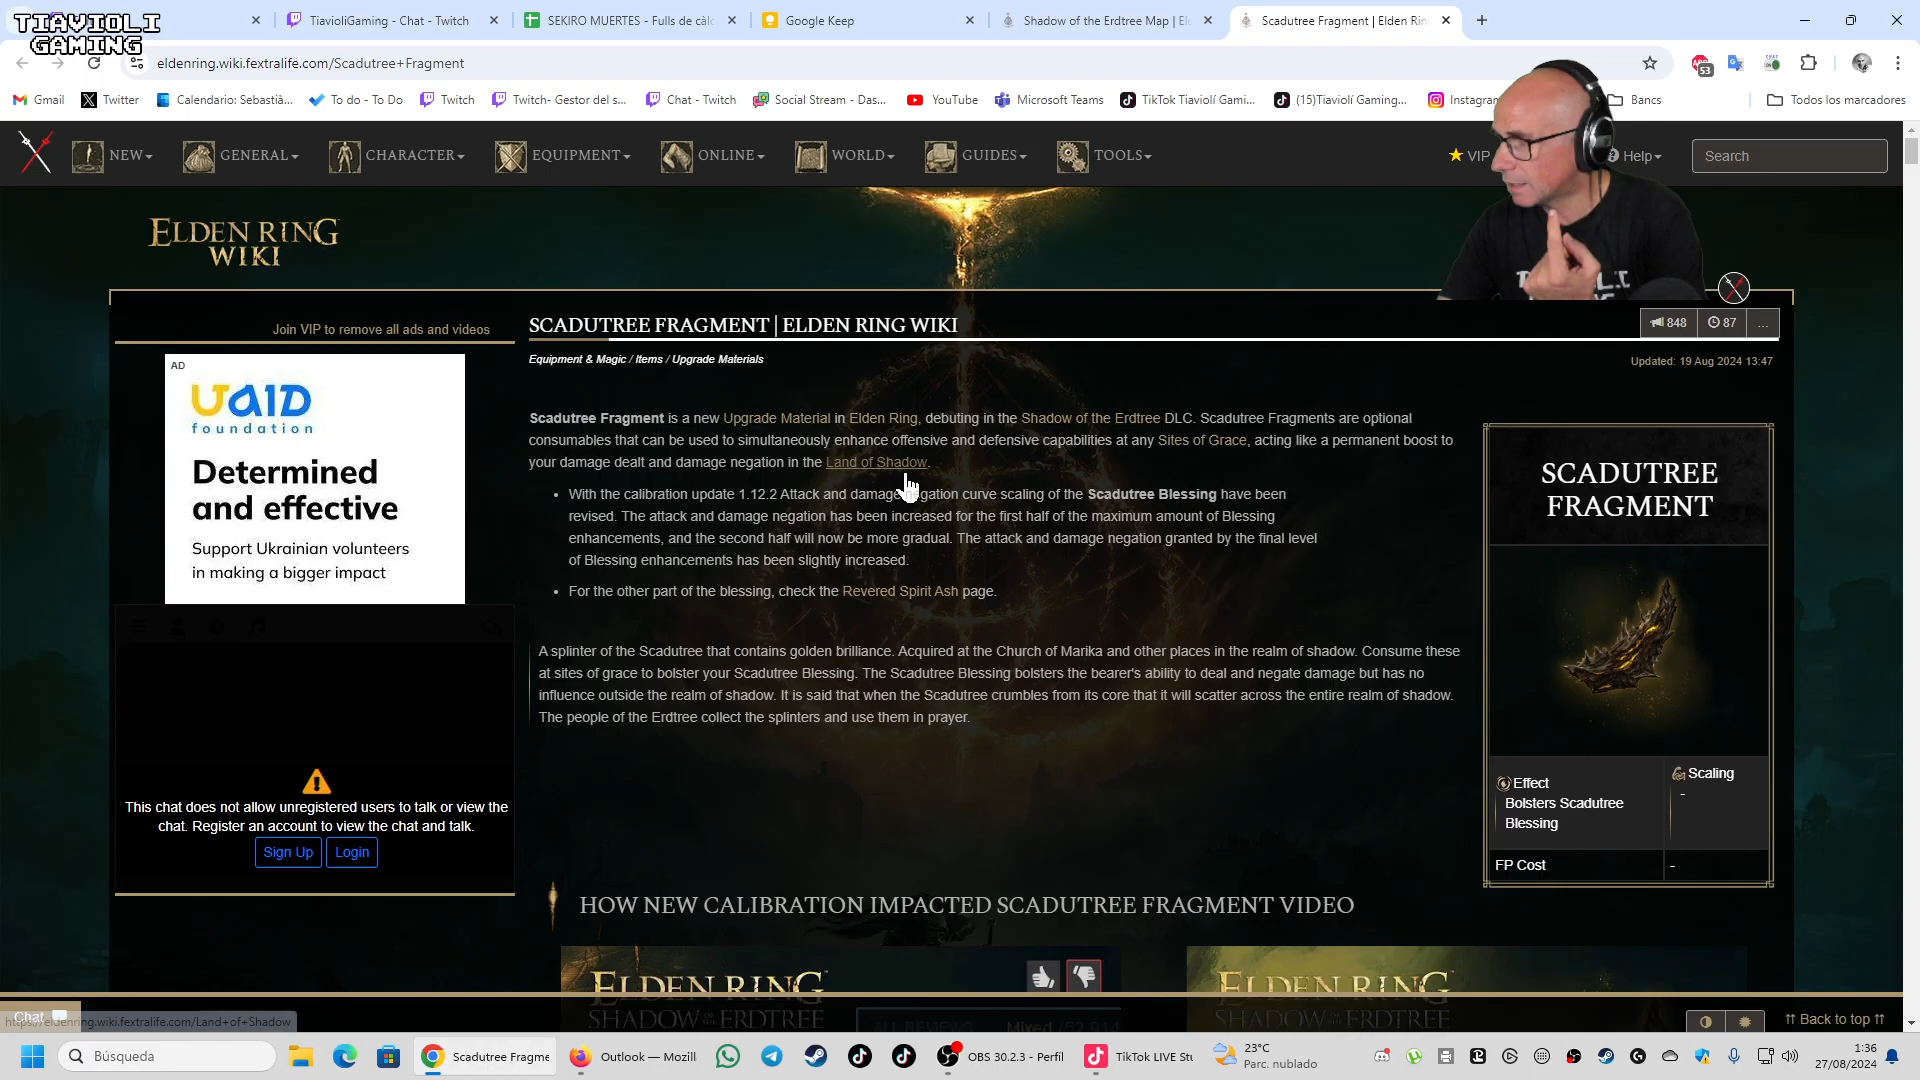 TIAVIOLI
GAMING
TiavioliGaming - Chat - Twitch
SEKIRO MUERTES - Fulls de càlc
Google Keep
Shadow of the Erdtree Map | El
Scadutree Fragment | Elden Rin
eldenring.wiki.fextralife.com/Scadutree+Fragment
53
Gmail
Twitter
Calendario: Sebastià...
To do - To Do
Twitch
Twitch- Gestor del s...
Chat - Twitch
Social Stream - Das...
YouTube
Microsoft Teams
TikTok Tiavolí Gami...
(15)Tiavolí Gaming...
Instagra
Bancs
Todos los marcadores
NEW
GENERAL
CHARACTER
EQUIPMENT
ONLINE
WORLD
GUIDES
TOOLS
VIP
Help
Search
ELDEN RING
WIKI
Join VIP to remove all ads and videos
AD
UAID
foundation
Determined
and effective
Support Ukrainian volunteers
in making a bigger impact
This chat does not allow unregistered users to talk or view the
chat. Register an account to view the chat and talk.
Sign Up
Login
SCADUTREE FRAGMENT | ELDEN RING WIKI
848
87
...
Equipment & Magic / Items / Upgrade Materials
Updated: 19 Aug 2024 13:47
Scadutree Fragment is a new Upgrade Material in Elden Ring, debuting in the Shadow of the Erdtree DLC. Scadutree Fragments are optional
consumables that can be used to simultaneously enhance offensive and defensive capabilities at any Sites of Grace, acting like a permanent boost to
your damage dealt and damage negation in the Land of Shadow.
• With the calibration update 1.12.2 Attack and damage negation curve scaling of the Scadutree Blessing have been
revised. The attack and damage negation has been increased for the first half of the maximum amount of Blessing
enhancements, and the second half will now be more gradual. The attack and damage negation granted by the final level
of Blessing enhancements has been slightly increased.
• For the other part of the blessing, check the Revered Spirit Ash page.
A splinter of the Scadutree that contains golden brilliance. Acquired at the Church of Marika and other places in the realm of shadow. Consume these
at sites of grace to bolster your Scadutree Blessing. The Scadutree Blessing bolsters the bearer's ability to deal and negate damage but has no
influence outside the realm of shadow. It is said that when the Scadutree crumbles from its core that it will scatter across the entire realm of shadow.
The people of the Erdtree collect the splinters and use them in prayer.
SCADUTREE
FRAGMENT
Effect
Bolsters Scadutree
Blessing
Scaling
-
FP Cost
-
HOW NEW CALIBRATION IMPACTED SCADUTREE FRAGMENT VIDEO
ELDEN RING
SHADOW OF THE ERDTREE
ELDEN RING
SHADOW OF THE ERDTREE
Chat
https://eldenring.wiki.fextralife.com/Land+of+Shadow
Back to top
Búsqueda
Scadutree Fragme
Outlook — Mozill
OBS 30.2.3 - Perfil
TikTok LIVE Stu
23°C
Parc. nublado
1:36
27/08/2024